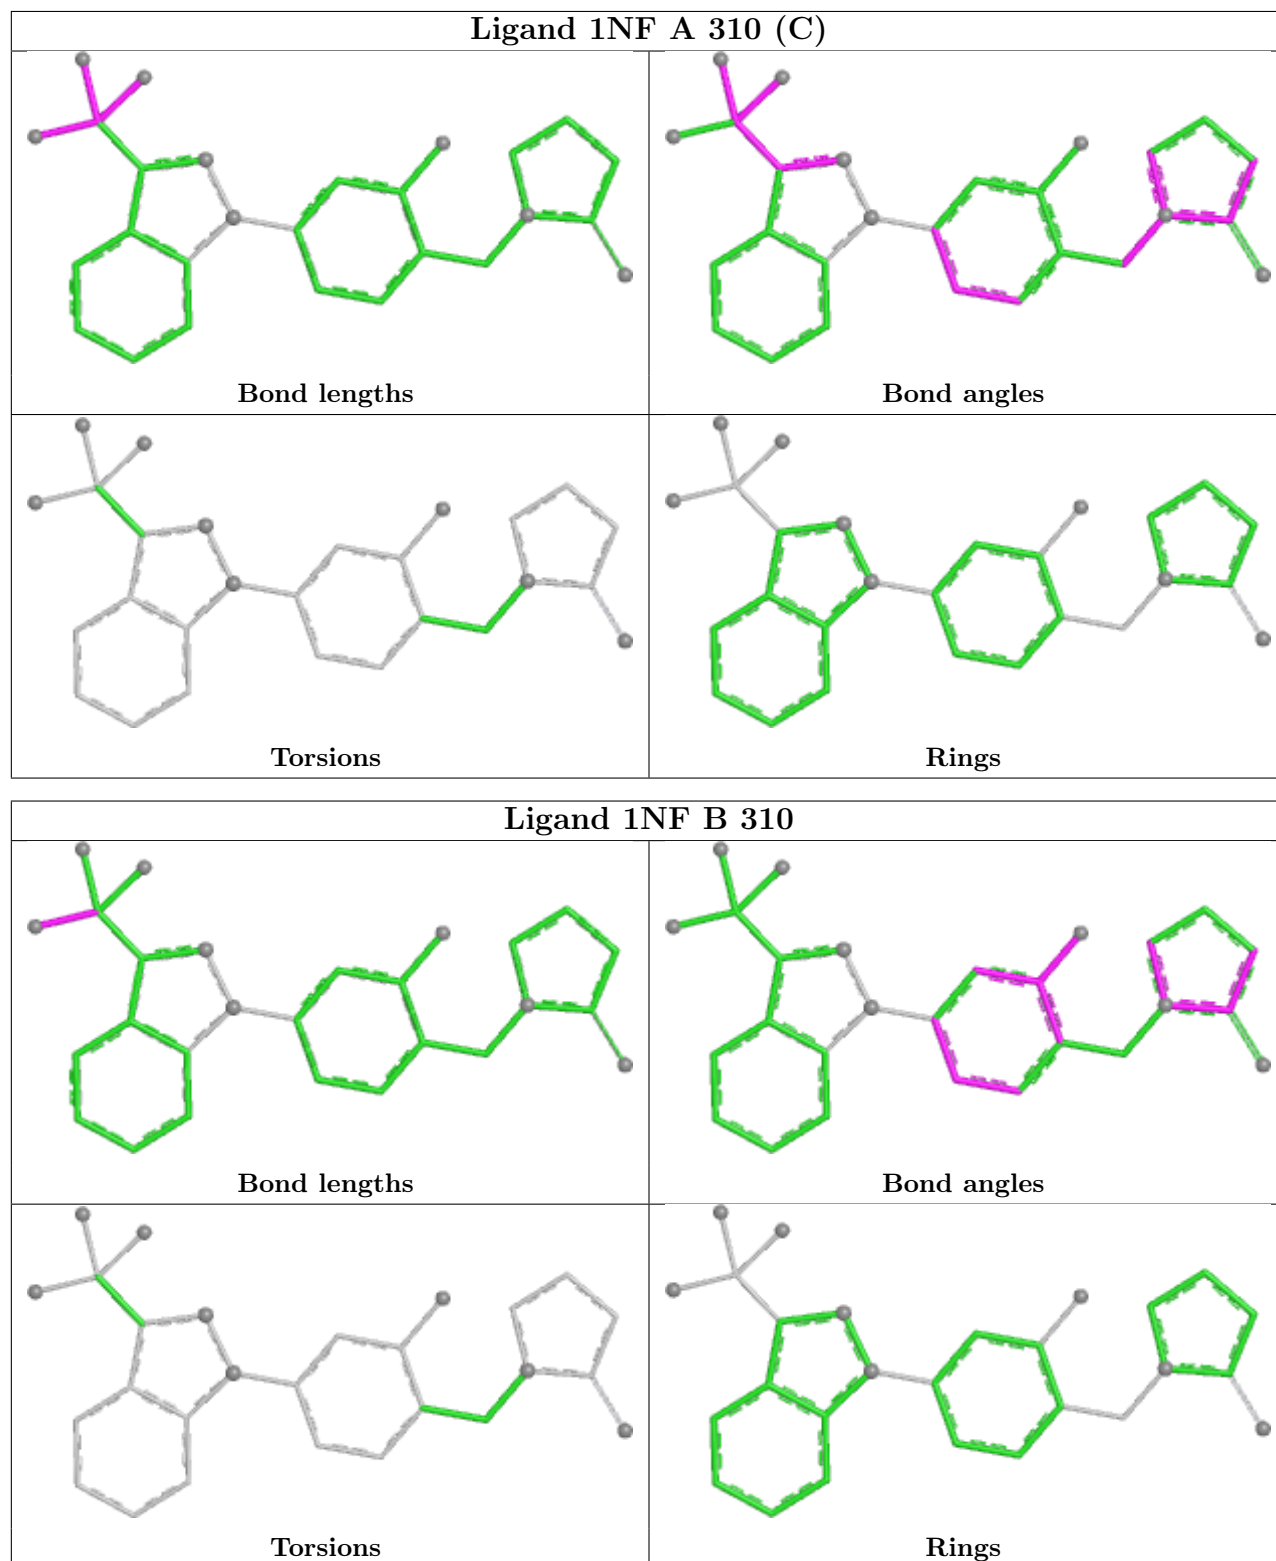 Ligand 1NF A 310 (C)
Bond lengths
Bond angles
Torsions
Rings
Ligand 1NF B 310
Bond lengths
Bond angles
Torsions
Rings